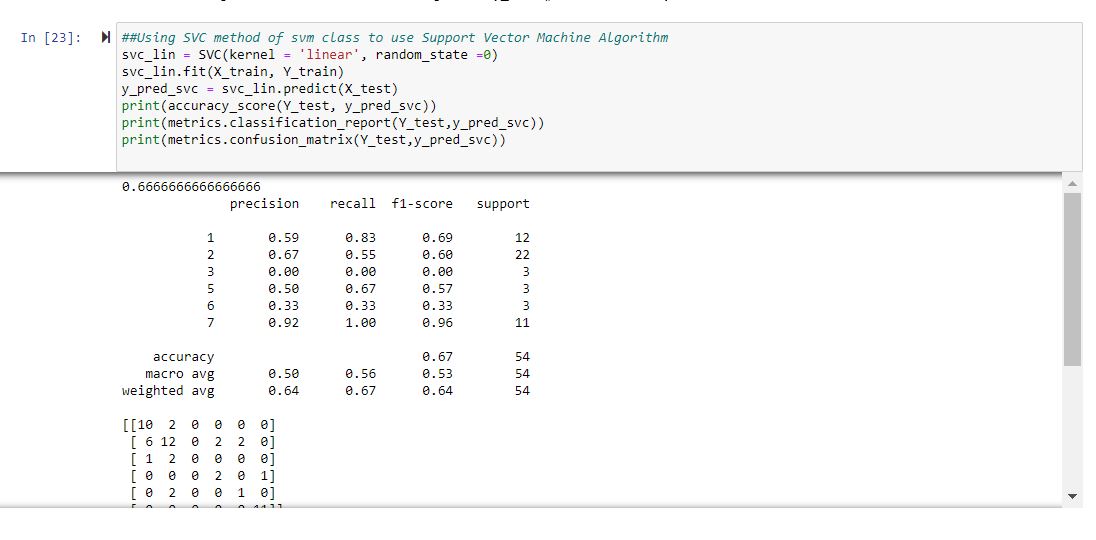 In [23]:
##Using SVC method of svm class to use Support Vector Machine Algorithm
svc_lin = SVC(kernel = 'linear', random_state =0)
svc_lin.fit(X_train, Y_train)
y_pred_svc = svc_lin.predict(X_test)
print(accuracy_score(Y_test, y_pred_svc))
print(metrics.classification_report(Y_test,y_pred_svc))
print(metrics.confusion_matrix(Y_test,y_pred_svc))
0.6666666666666666
precision recall f1-score support
1 0.59 0.83 0.69 12
2 0.67 0.55 0.60 22
3 0.00 0.00 0.00 3
5 0.50 0.67 0.57 3
6 0.33 0.33 0.33 3
7 0.92 1.00 0.96 11
accuracy 0.67 54
macro avg 0.50 0.56 0.53 54
weighted avg 0.64 0.67 0.64 54
[[10 2 0 0 0 0]
[ 6 12 0 2 2 0]
[ 1 2 0 0 0 0]
[ 0 0 0 2 0 1]
[ 0 2 0 0 1 0]